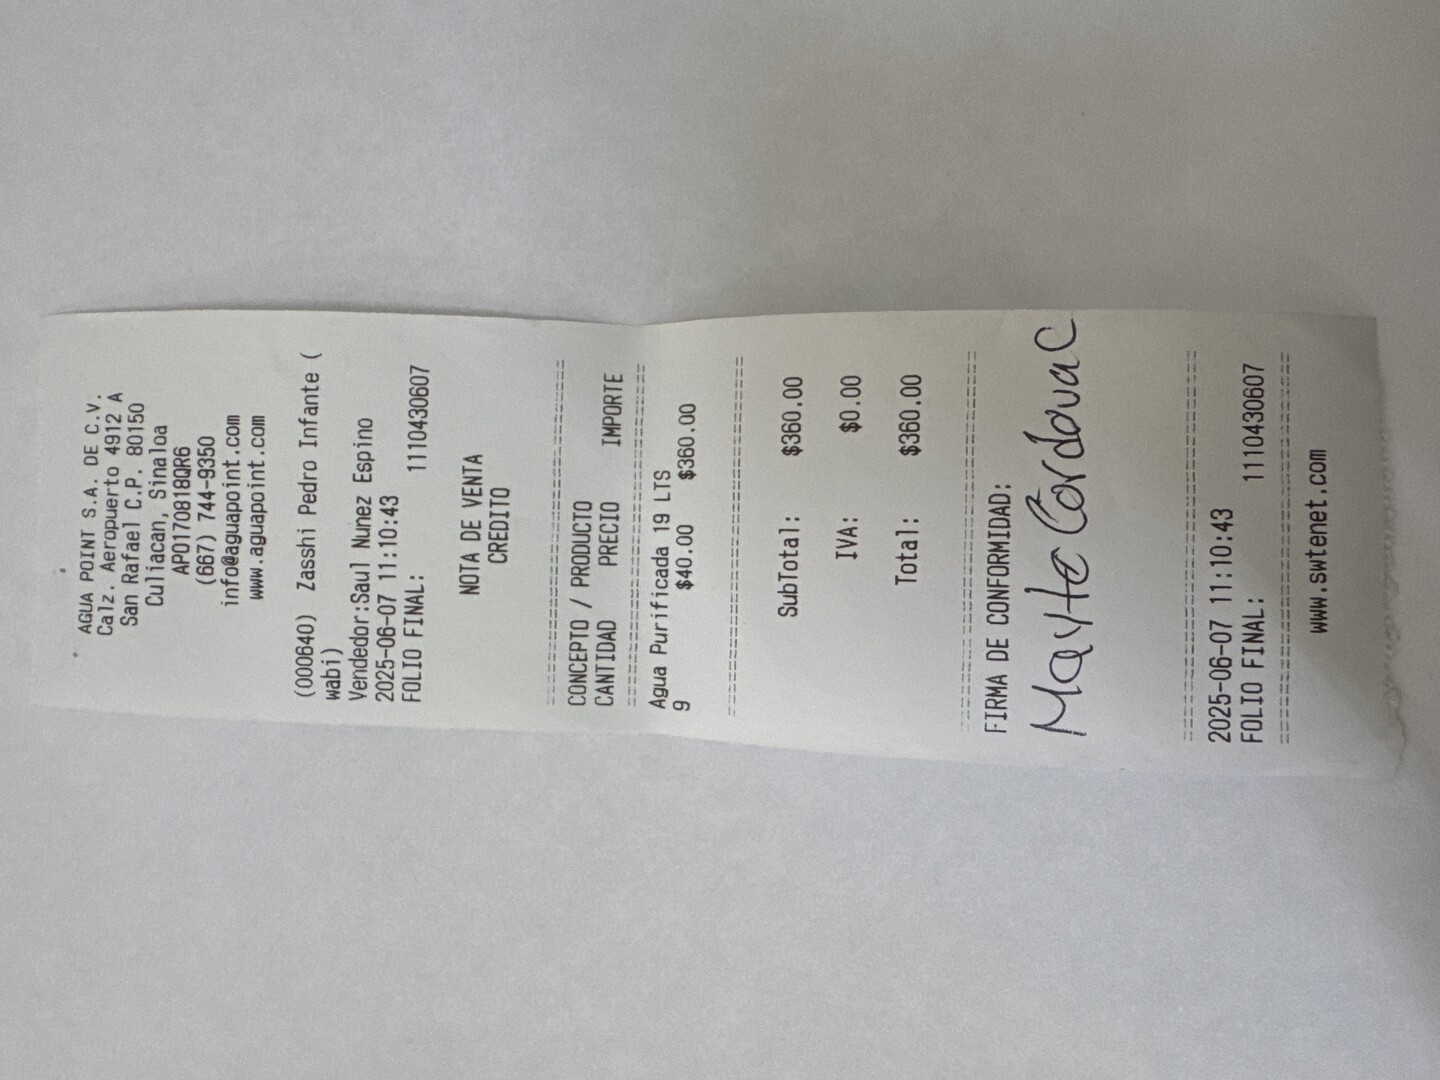 AGUA POINT S.A. DE C.V.
Calz. Aeropuerto 4912 A
San Rafael C.P. 80150
Culiacan, Sinaloa
APO170818QR6
(667) 744-9350
info@aguapoint.com
www.aguapoint.com
(000640) Zasshi Pedro Infante (
wabi)
Vendedor:Saul Nunez Espino
2025-06-07 11:10:43
FOLIO FINAL: 1110430607
NOTA DE VENTA
CREDITO
CONCEPTO / PRODUCTO
CANTIDAD PRECIO IMPORTE
Agua Purificada 19 LTS
9 $40.00 $360.00
SubTotal: $360.00
IVA: $0.00
Total: $360.00
FIRMA DE CONFORMIDAD:
Mayte Cordova C
2025-06-07 11:10:43
FOLIO FINAL: 1110430607
www.swtenet.com